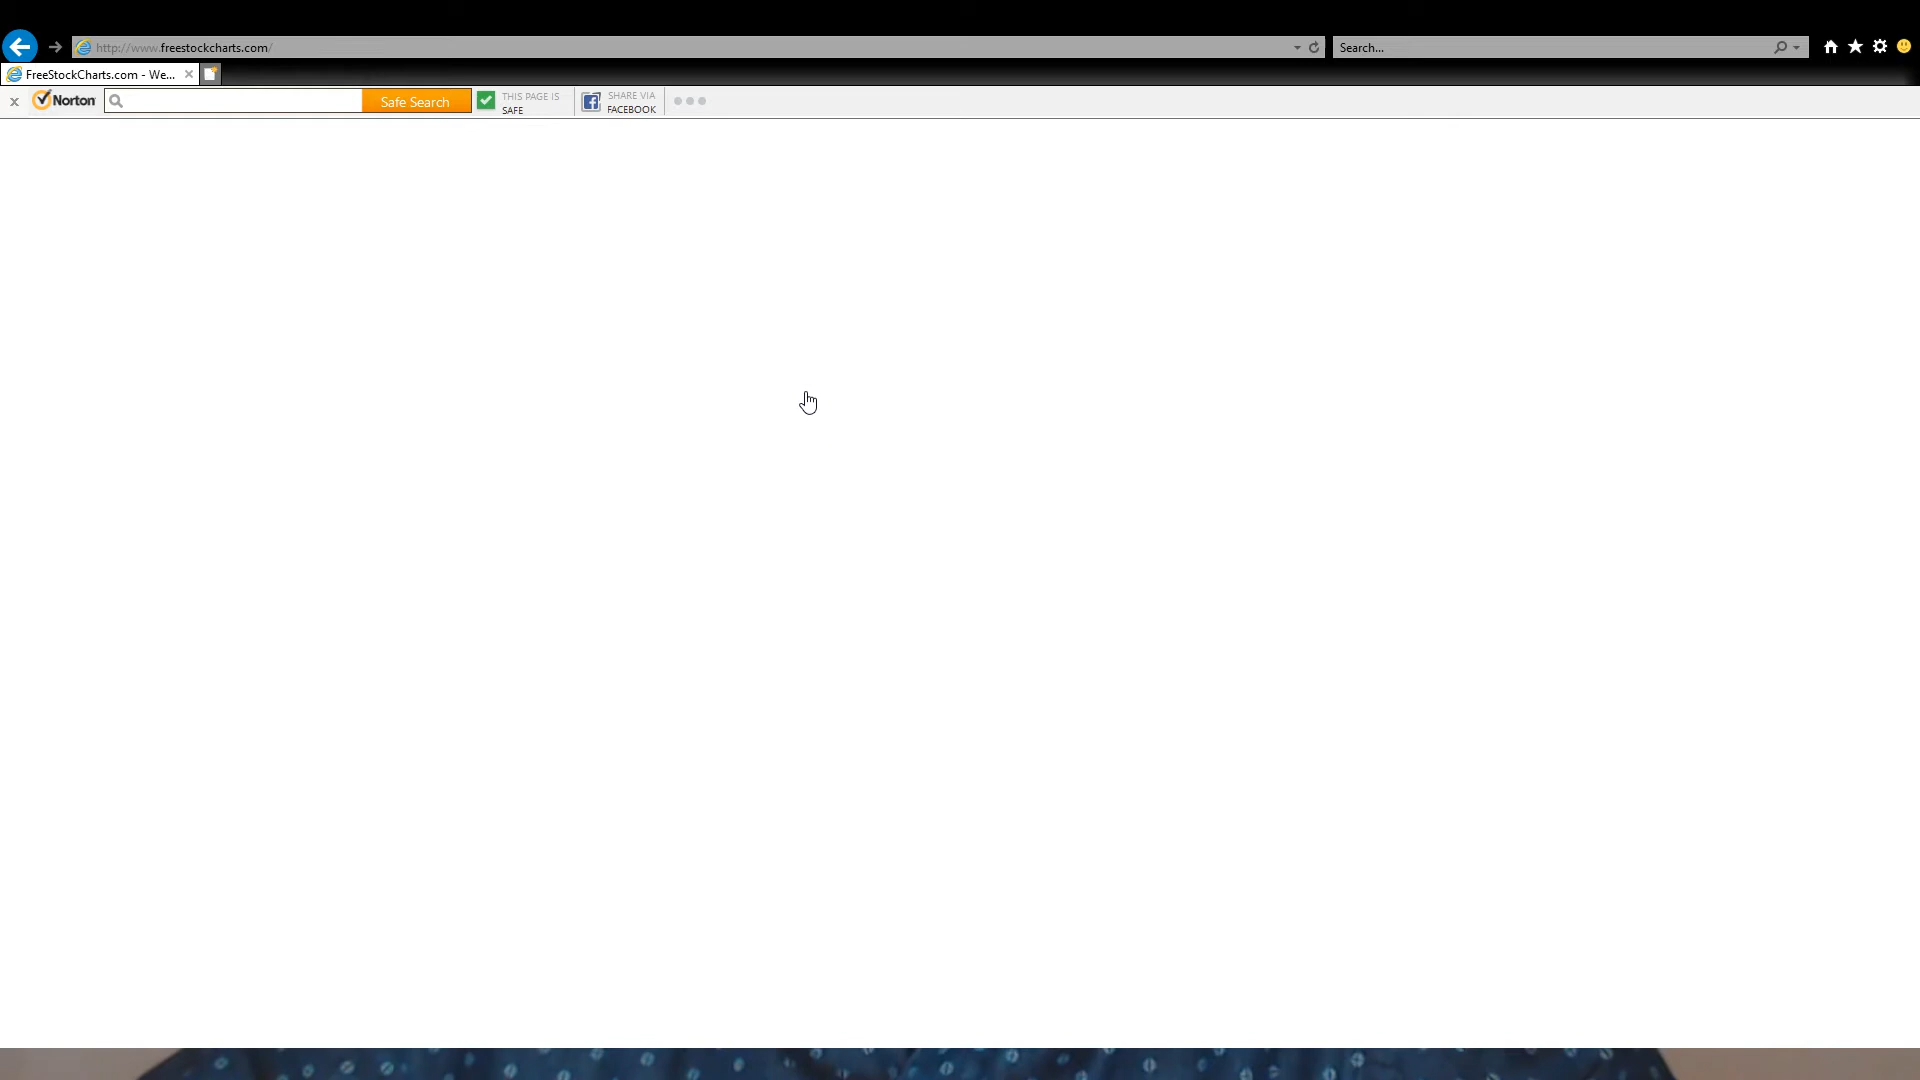 http://www.freestockcharts.com/
Search...
FreeStockCharts.com - We...
Norton
Safe Search
THIS PAGE IS
SAFE
SHARE VIA
FACEBOOK